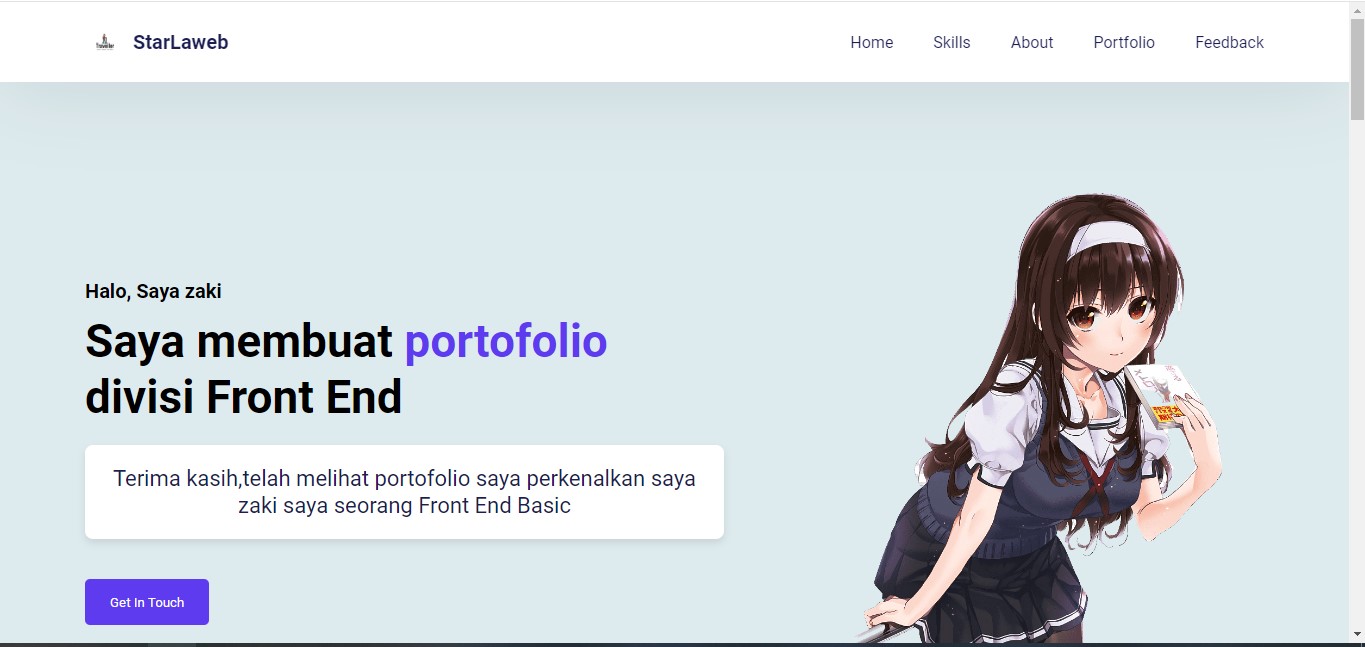 StarLaweb
Home Skills About Portfolio Feedback
Halo, Saya zaki
Saya membuat portofolio
divisi Front End
Terima kasih,telah melihat portofolio saya perkenalkan saya
zaki saya seorang Front End Basic
Get In Touch